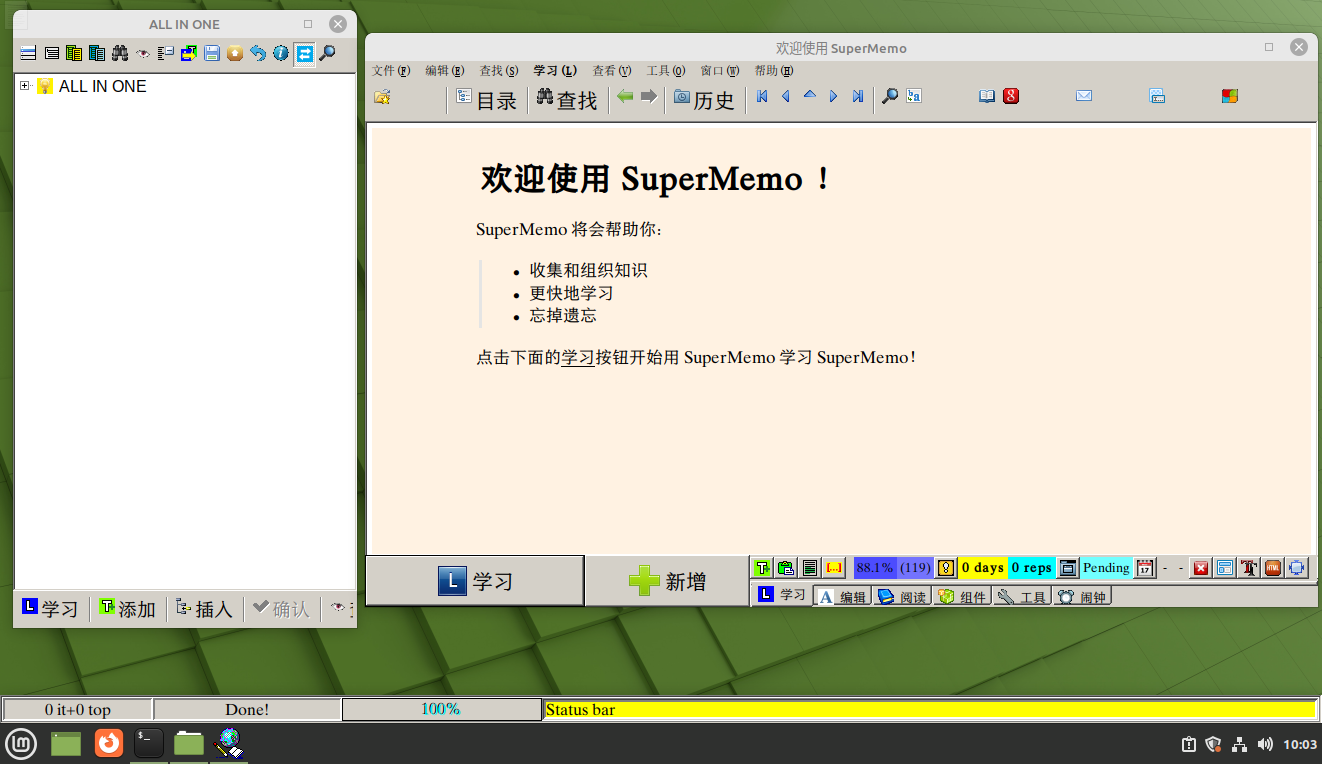 ALL IN ONE
ALL IN ONE
学习 添加 插入 确认
欢迎使用 SuperMemo
文件(F) 编辑(E) 查找(S) 学习(L) 查看(V) 工具(Q) 窗口(W) 帮助(H)
目录 查找 历史
欢迎使用 SuperMemo ！
SuperMemo 将会帮助你:
• 收集和组织知识
• 更快地学习
• 忘掉遗忘
点击下面的学习按钮开始用 SuperMemo 学习 SuperMemo！
L 学习 新增
88.1% (119) 0 days 0 reps Pending 17 - -
L 学习 A 编辑 阅读 组件 工具 闹钟
0 it+0 top Done! 100% Status bar
10:03